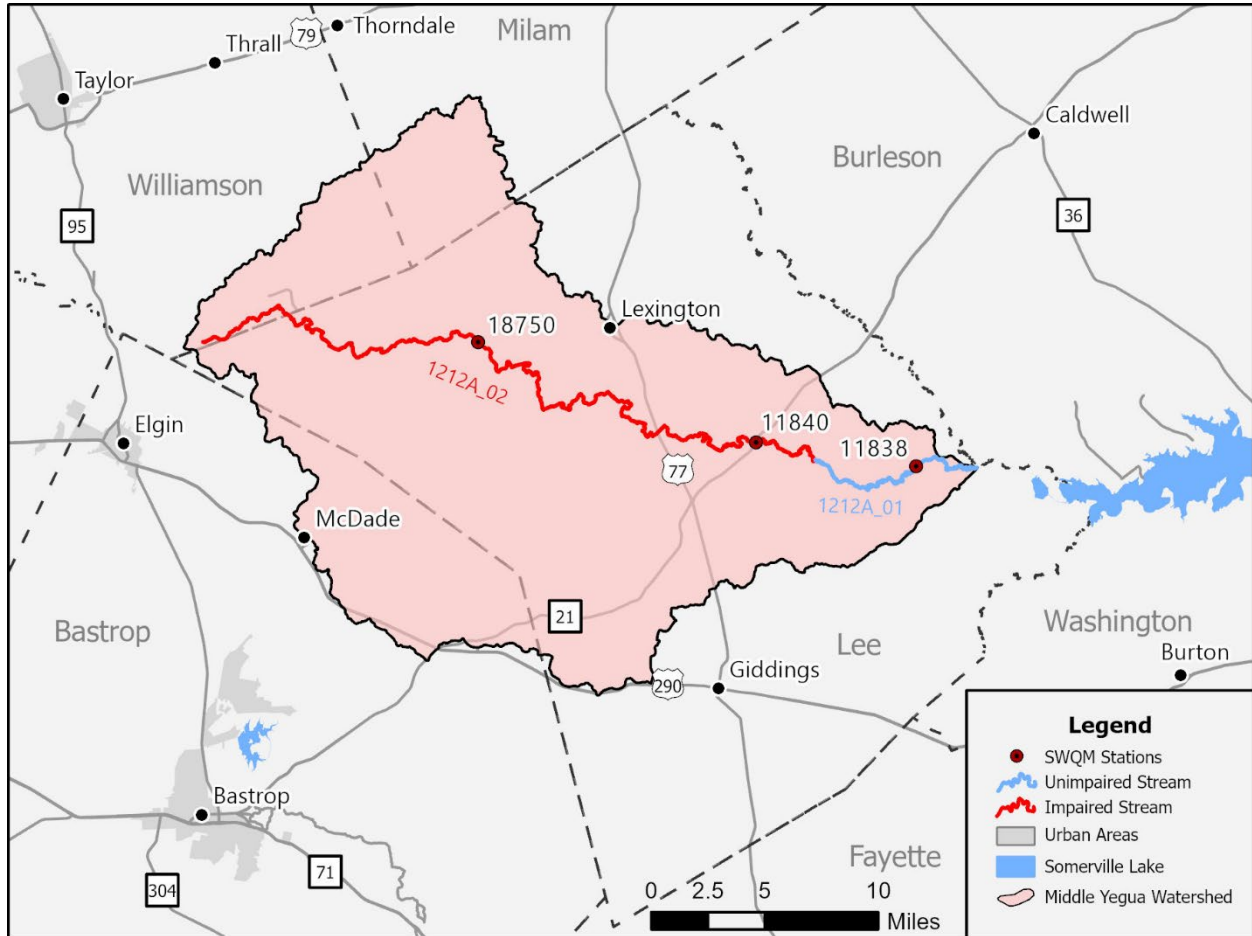 Milam
79
Thorndale
Thrall
Taylor
Caldwell
Burleson
Williamson
95
36
Lexington
18750
1212A_02
11840
11838
Elgin
77
1212A_01
McDade
21
Bastrop
Lee
Washington
Burton
290
Giddings
Bastrop
Fayette
71
304
0 2.5 5 10
Miles
Legend
SWQM Stations
Unimpaired Stream
Impaired Stream
Urban Areas
Somerville Lake
Middle Yegua Watershed